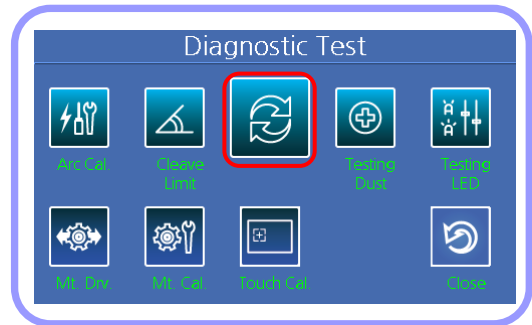 Diagnostic Test
Arc Cal.
Cleave
Limit
Testing
Dust
Testing
LED
Mt. Drv.
Mt. Cal.
Touch Cal.
Close